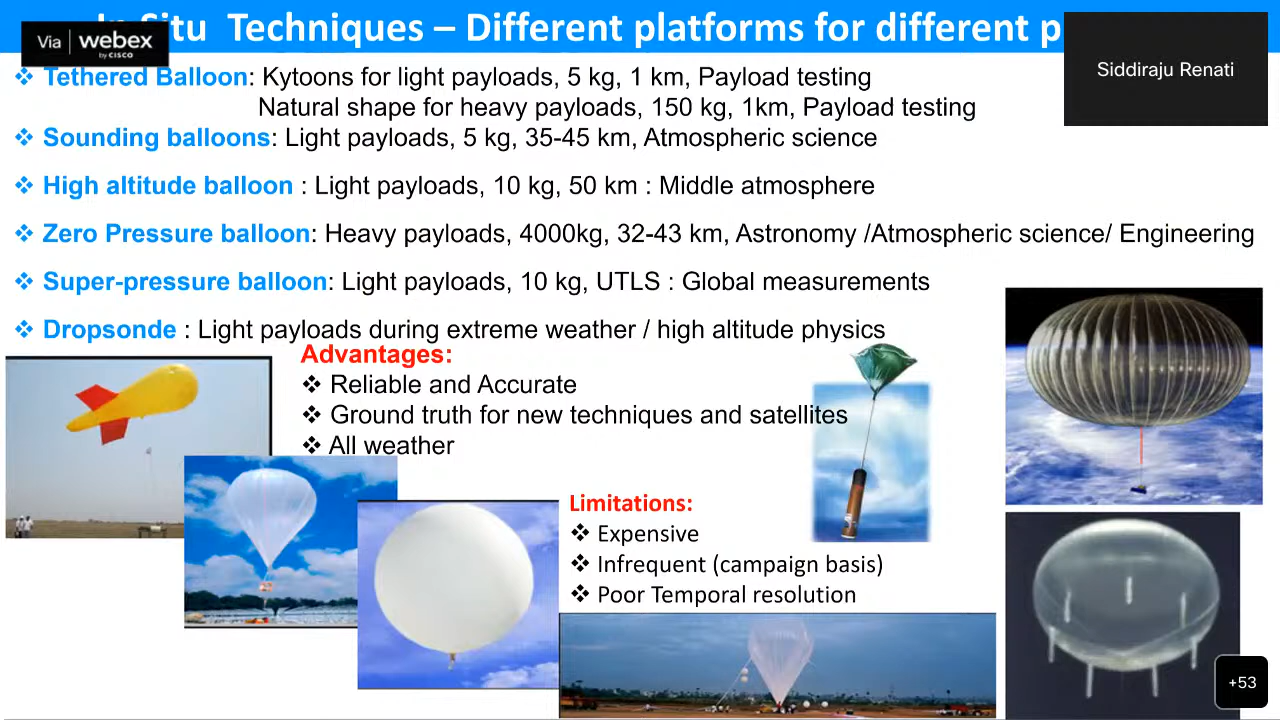 In Situ Techniques – Different platforms for different p
Via webex
by CISCO
Siddiraju Renati
❖ Tethered Balloon: Kytoons for light payloads, 5 kg, 1 km, Payload testing
Natural shape for heavy payloads, 150 kg, 1km, Payload testing
❖ Sounding balloons: Light payloads, 5 kg, 35-45 km, Atmospheric science
❖ High altitude balloon : Light payloads, 10 kg, 50 km : Middle atmosphere
❖ Zero Pressure balloon: Heavy payloads, 4000kg, 32-43 km, Astronomy /Atmospheric science/ Engineering
❖ Super-pressure balloon: Light payloads, 10 kg, UTLS : Global measurements
❖ Dropsonde : Light payloads during extreme weather / high altitude physics
Advantages:
❖ Reliable and Accurate
❖ Ground truth for new techniques and satellites
❖ All weather
Limitations:
❖ Expensive
❖ Infrequent (campaign basis)
❖ Poor Temporal resolution
+53